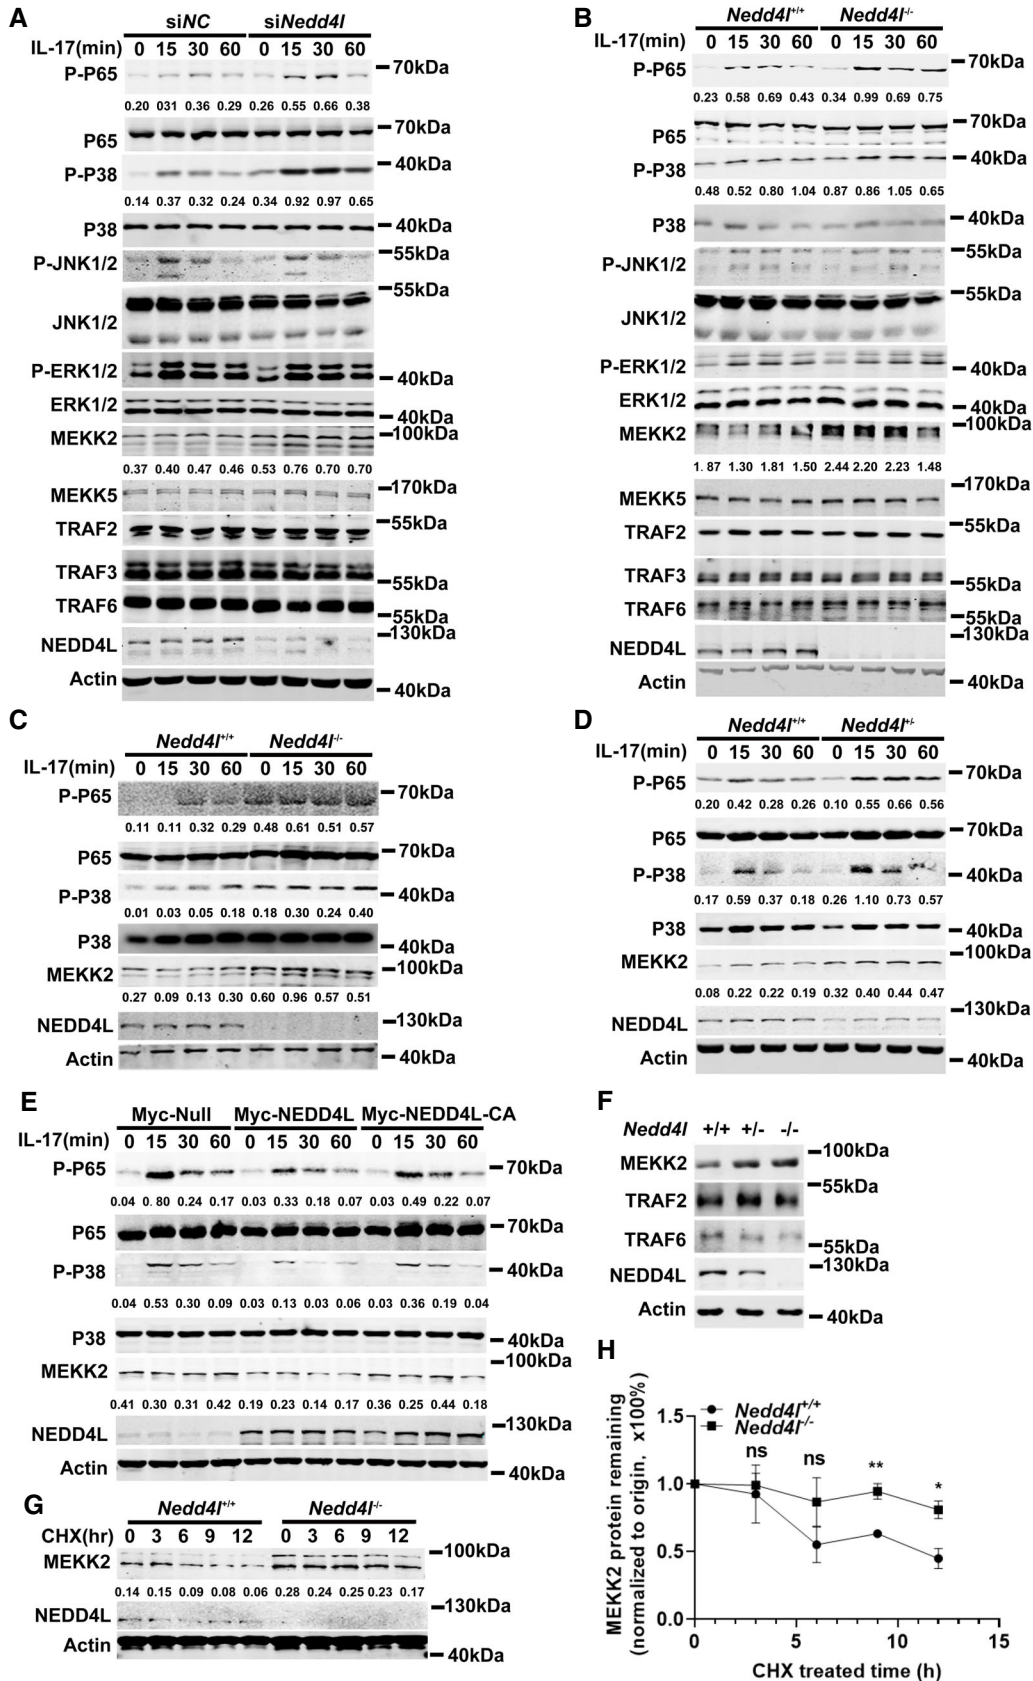 A
siNC siNedd4l
IL-17(min) 0 15 30 60 0 15 30 60
P-P65 70kDa
0.20 031 0.36 0.29 0.26 0.55 0.66 0.38
P65 70kDa
P-P38 40kDa
0.14 0.37 0.32 0.24 0.34 0.92 0.97 0.65
P38 40kDa
P-JNK1/2 55kDa
JNK1/2 55kDa
P-ERK1/2 40kDa
ERK1/2 40kDa
MEKK2 100kDa
0.37 0.40 0.47 0.46 0.53 0.76 0.70 0.70
MEKK5 170kDa
TRAF2 55kDa
TRAF3 55kDa
TRAF6 55kDa
NEDD4L 130kDa
Actin 40kDa
B
Nedd4l+/+ Nedd4l-/-
IL-17(min) 0 15 30 60 0 15 30 60
P-P65 70kDa
0.23 0.58 0.69 0.43 0.34 0.99 0.69 0.75
P65 70kDa
P-P38 40kDa
0.48 0.52 0.80 1.04 0.87 0.86 1.05 0.65
P38 40kDa
P-JNK1/2 55kDa
JNK1/2 55kDa
P-ERK1/2 40kDa
ERK1/2 40kDa
MEKK2 100kDa
1. 87 1.30 1.81 1.50 2.44 2.20 2.23 1.48
MEKK5 170kDa
TRAF2 55kDa
TRAF3 55kDa
TRAF6 55kDa
NEDD4L 130kDa
Actin 40kDa
C
Nedd4l+/+ Nedd4l-/-
IL-17(min) 0 15 30 60 0 15 30 60
P-P65 70kDa
0.11 0.11 0.32 0.29 0.48 0.61 0.51 0.57
P65 70kDa
P-P38 40kDa
0.01 0.03 0.05 0.18 0.18 0.30 0.24 0.40
P38 40kDa
MEKK2 100kDa
0.27 0.09 0.13 0.30 0.60 0.96 0.57 0.51
NEDD4L 130kDa
Actin 40kDa
D
Nedd4l+/+ Nedd4l+/-
IL-17(min) 0 15 30 60 0 15 30 60
P-P65 70kDa
0.20 0.42 0.28 0.26 0.10 0.55 0.66 0.56
P65 70kDa
P-P38 40kDa
0.17 0.59 0.37 0.18 0.26 1.10 0.73 0.57
P38 40kDa
MEKK2 100kDa
0.08 0.22 0.22 0.19 0.32 0.40 0.44 0.47
NEDD4L 130kDa
Actin 40kDa
E
Myc-Null Myc-NEDD4L Myc-NEDD4L-CA
IL-17(min) 0 15 30 60 0 15 30 60 0 15 30 60
P-P65 70kDa
0.04 0. 80 0.24 0.17 0.03 0.33 0.18 0.07 0.03 0.49 0.22 0.07
P65 70kDa
P-P38 40kDa
0.04 0.53 0.30 0.09 0.03 0.13 0.03 0.06 0.03 0.36 0.19 0.04
P38 40kDa
MEKK2 100kDa
0.41 0.30 0.31 0.42 0.19 0.23 0.14 0.17 0.36 0.25 0.44 0.18
NEDD4L 130kDa
Actin 40kDa
F
Nedd4l +/+ +/- -/-
MEKK2 100kDa
TRAF2 55kDa
TRAF6 55kDa
NEDD4L 130kDa
Actin 40kDa
G
Nedd4l+/+ Nedd4l-/-
CHX(hr) 0 3 6 9 12 0 3 6 9 12
MEKK2 100kDa
0.14 0.15 0.09 0.08 0.06 0.28 0.24 0.25 0.23 0.17
NEDD4L 130kDa
Actin 40kDa
H
MEKK2 protein remaining
(normalized to origin, x100%)
1.5
1.0
0.5
0.0
Nedd4l+/+
Nedd4l-/-
ns ns ** *
0 5 10 15
CHX treated time (h)